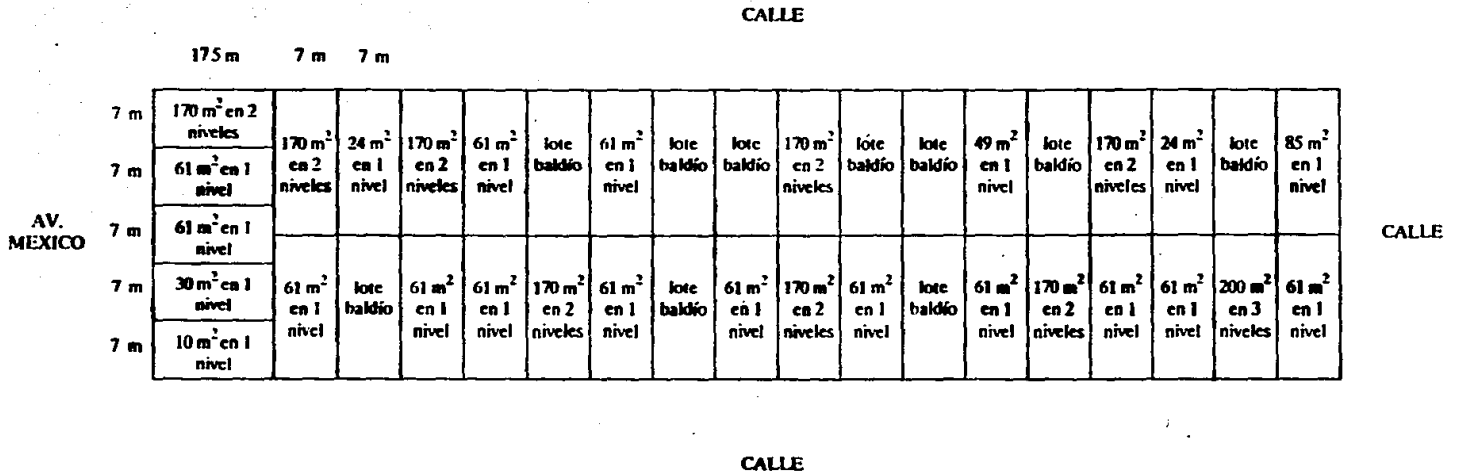 CALLE
175 m
7 m
7 m
7 m
170 m² en 2
niveles
7 m
61 m² en 1
nivel
AV.
MEXICO
7 m
61 m² en 1
nivel
7 m
30 m² en 1
nivel
7 m
10 m² en 1
nivel
170 m²
en 2
niveles
24 m²
en 1
nivel
170 m²
en 2
niveles
61 m²
en 1
nivel
lote
baldío
61 m²
en 1
nivel
lote
baldío
lote
baldío
170 m²
en 2
niveles
lote
baldío
lote
baldío
49 m²
en 1
nivel
lote
baldío
170 m²
en 2
niveles
24 m²
en 1
nivel
lote
baldío
85 m²
en 1
nivel
CALLE
61 m²
en 1
nivel
lote
baldío
61 m²
en 1
nivel
61 m²
en 1
nivel
170 m²
en 2
niveles
61 m²
en 1
nivel
lote
baldío
61 m²
en 1
nivel
170 m²
en 2
niveles
61 m²
en 1
nivel
lote
baldío
61 m²
en 1
nivel
170 m²
en 2
niveles
61 m²
en 1
nivel
61 m²
en 1
nivel
200 m²
en 3
niveles
61 m²
en 1
nivel
CALLE